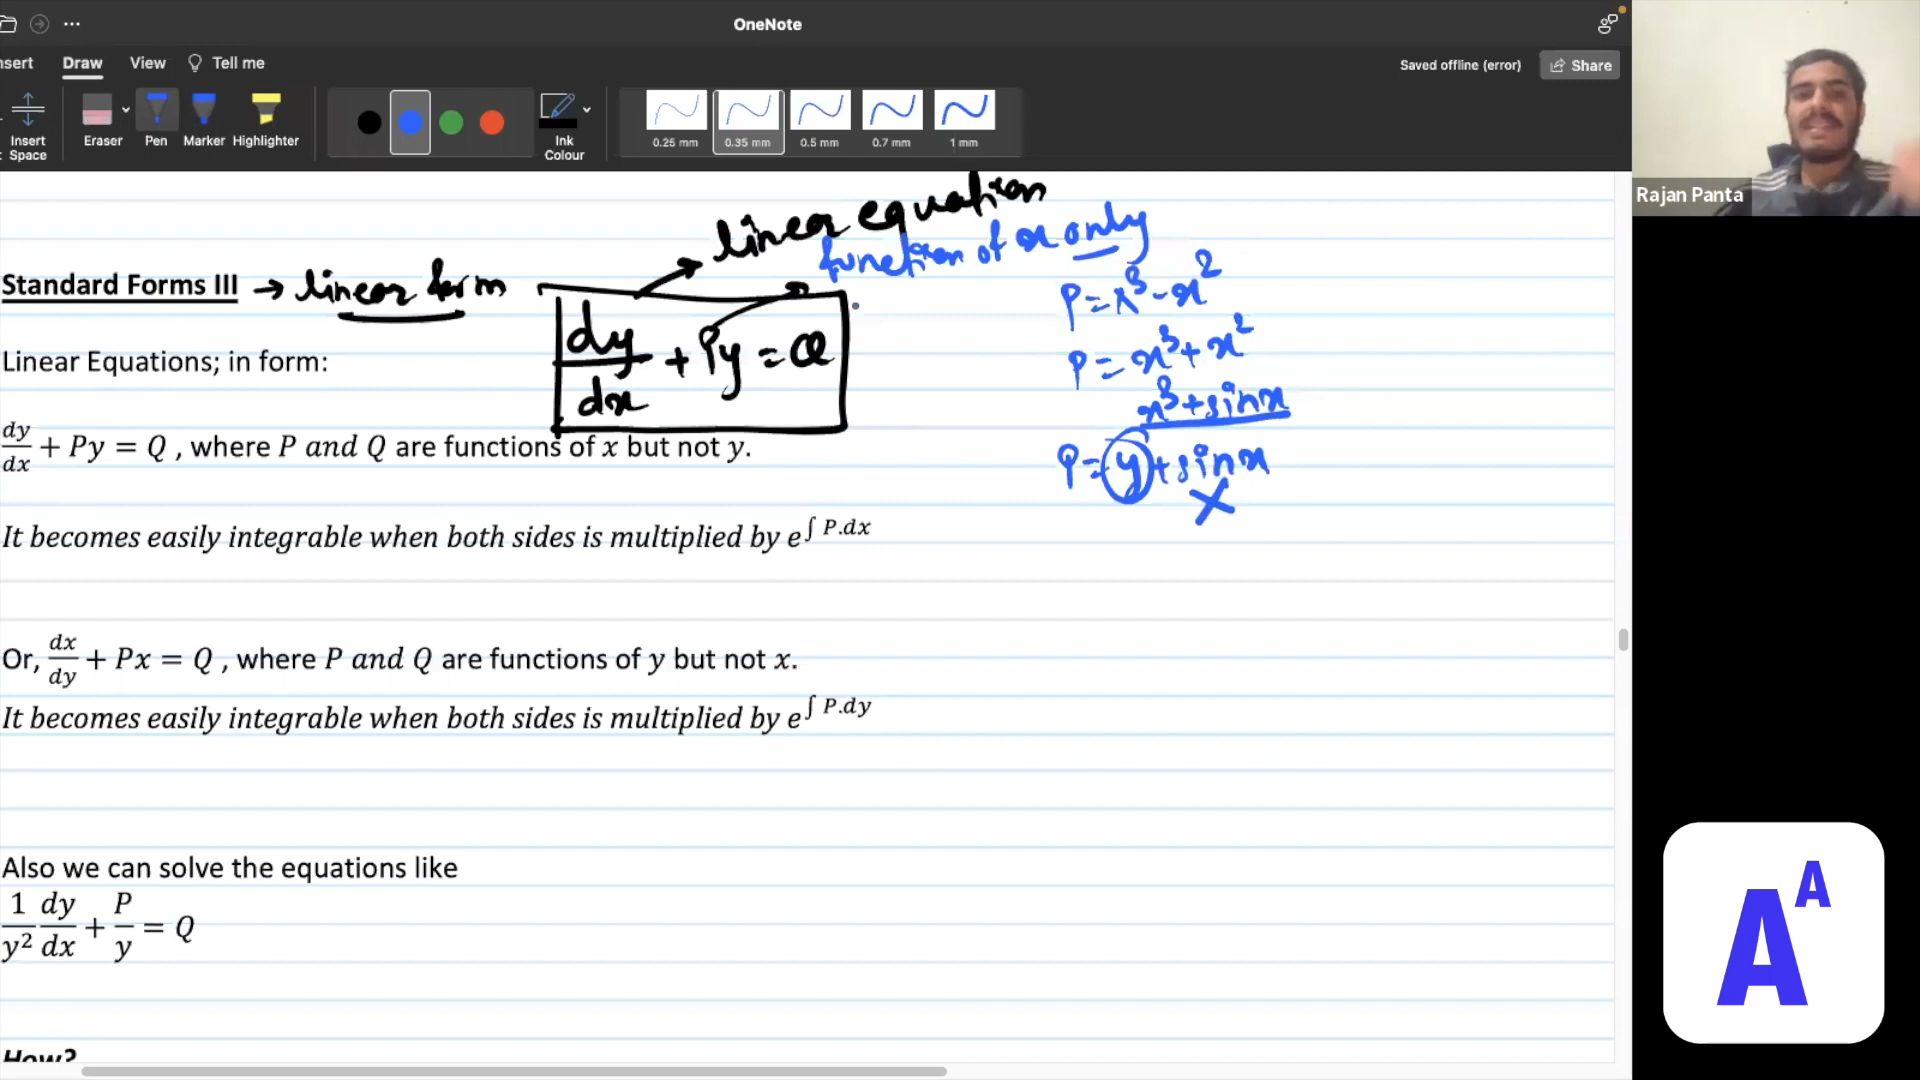 OneNote
nsert Draw View Tell me
Saved offline (error) Share
Insert Space
Eraser
Pen
Marker
Highlighter
Ink Colour
0.25 mm
0.35 mm
0.5 mm
0.7 mm
1 mm
Rajan Panta
linear equation
function of x only
Standard Forms III → linear form
dy/dx + Py = Q
P = x³ - x²
P = x³ + x²
x³ + sinx
P = y + sinx
X
Linear Equations; in form:
dy/dx + Py = Q , where P and Q are functions of x but not y.
It becomes easily integrable when both sides is multiplied by e^∫ P.dx
Or, dx/dy + Px = Q , where P and Q are functions of y but not x.
It becomes easily integrable when both sides is multiplied by e^∫ P.dy
Also we can solve the equations like
1/y² dy/dx + P/y = Q
How?
A A